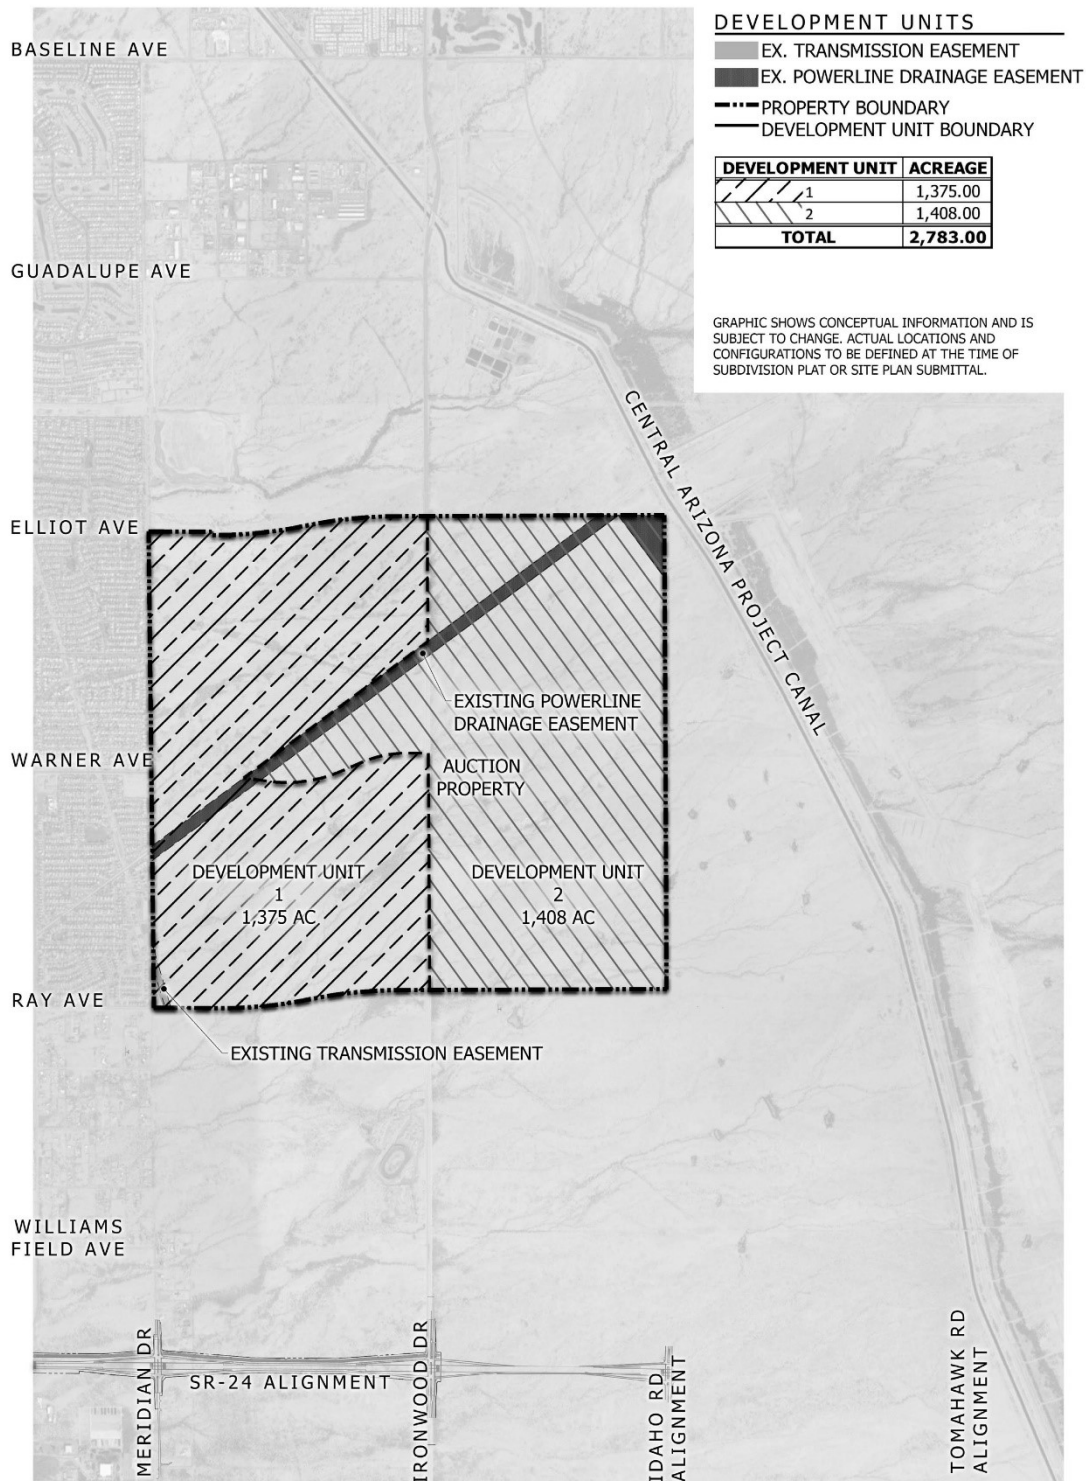 DEVELOPMENT UNITS
EX. TRANSMISSION EASEMENT
EX. POWERLINE DRAINAGE EASEMENT
PROPERTY BOUNDARY
DEVELOPMENT UNIT BOUNDARY
DEVELOPMENT UNIT ACREAGE
1 1,375.00
2 1,408.00
TOTAL 2,783.00
GRAPHIC SHOWS CONCEPTUAL INFORMATION AND IS
SUBJECT TO CHANGE. ACTUAL LOCATIONS AND
CONFIGURATIONS TO BE DEFINED AT THE TIME OF
SUBDIVISION PLAT OR SITE PLAN SUBMITTAL.
BASELINE AVE
GUADALUPE AVE
CENTRAL ARIZONA PROJECT CANAL
ELLIOT AVE
EXISTING POWERLINE
DRAINAGE EASEMENT
WARNER AVE
AUCTION
PROPERTY
DEVELOPMENT UNIT
1
1,375 AC
DEVELOPMENT UNIT
2
1,408 AC
RAY AVE
EXISTING TRANSMISSION EASEMENT
WILLIAMS
FIELD AVE
SR-24 ALIGNMENT
MERIDIAN DR
IRONWOOD DR
IDAHO RD
ALIGNMENT
TOMAHAWK RD
ALIGNMENT